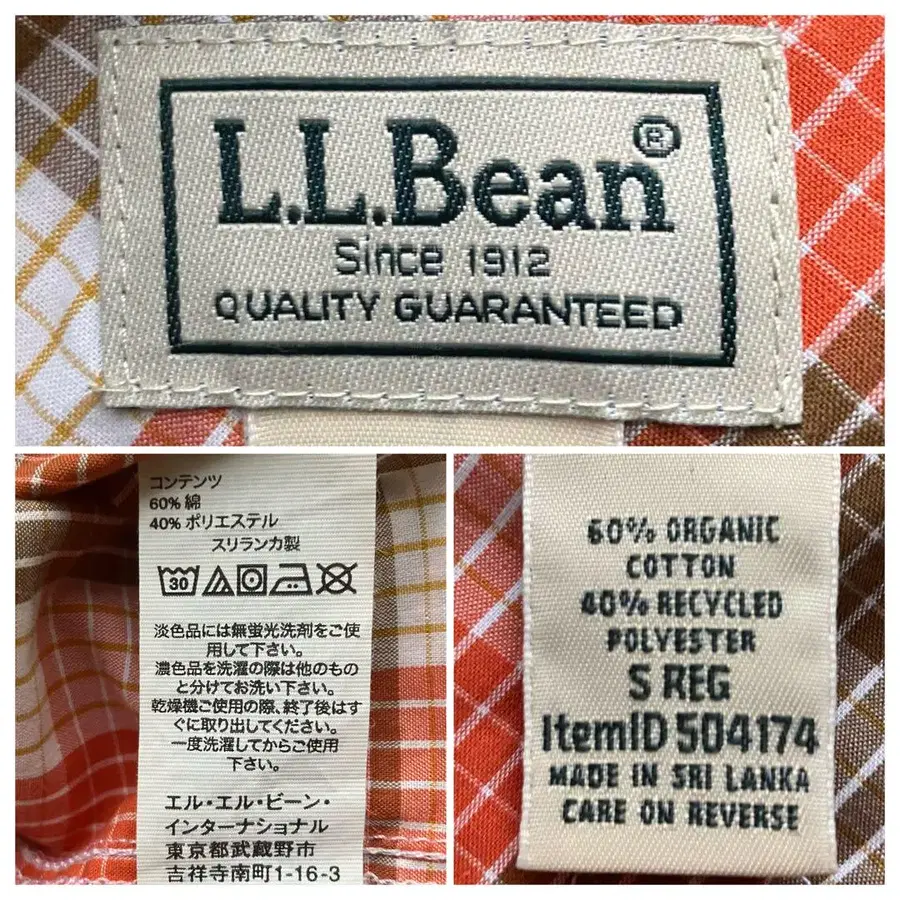 L.L.Bean®
Since 1912
QUALITY GUARANTEED
コンテンツ
60% 綿
40% ポリエステル
スリランカ製
30
淡色品には無蛍光洗剤をご使
用して下さい。
濃色品を洗濯の際は他のもの
と分けてお洗い下さい。
乾燥機ご使用の際、終了後はす
ぐに取り出してください。
一度洗濯してからご使用
下さい。
エル・エル・ビーン・
インターナショナル
東京都武蔵野市
吉祥寺南町1-16-3
60% ORGANIC
COTTON
40% RECYCLED
POLYESTER
S REG
ItemID 504174
MADE IN SRI LANKA
CARE ON REVERSE